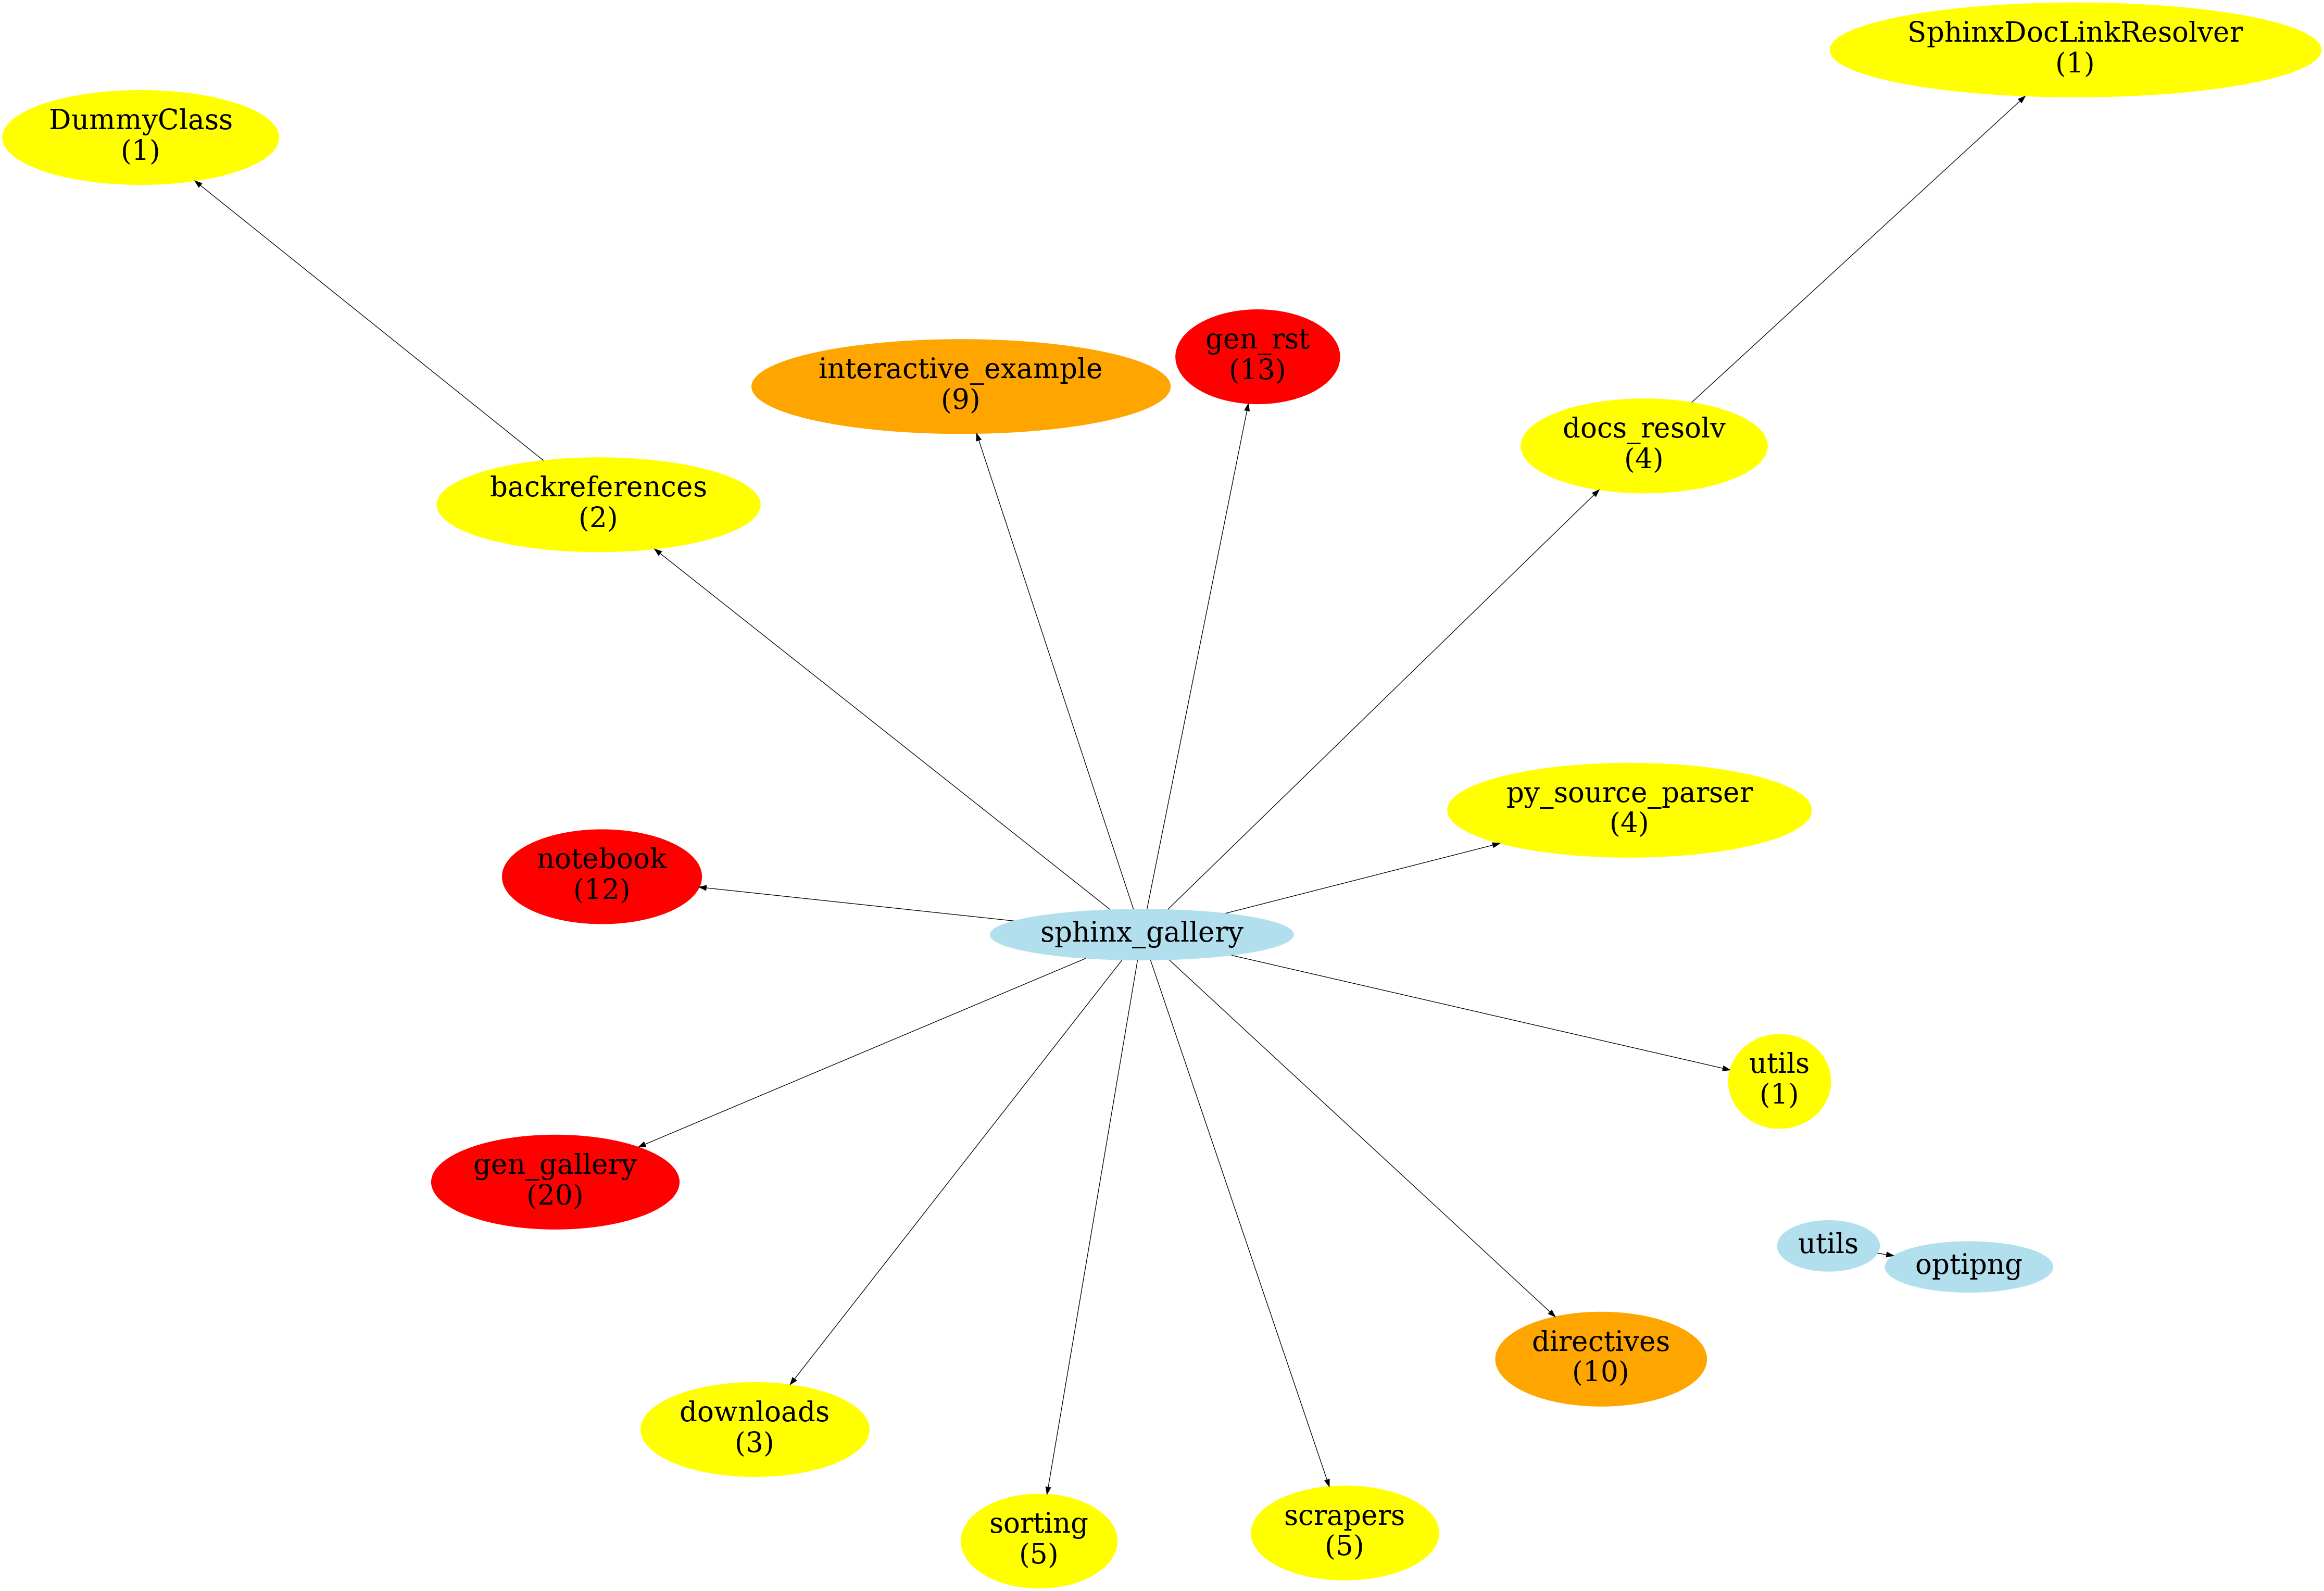 SphinxDocLinkResolver
(1)
DummyClass
(1)
gen_rst
(13)
interactive_example
(9)
docs_resolv
(4)
backreferences
(2)
py_source_parser
(4)
notebook
(12)
sphinx_gallery
utils
(1)
gen_gallery
(20)
utils
optipng
directives
(10)
downloads
(3)
scrapers
(5)
sorting
(5)